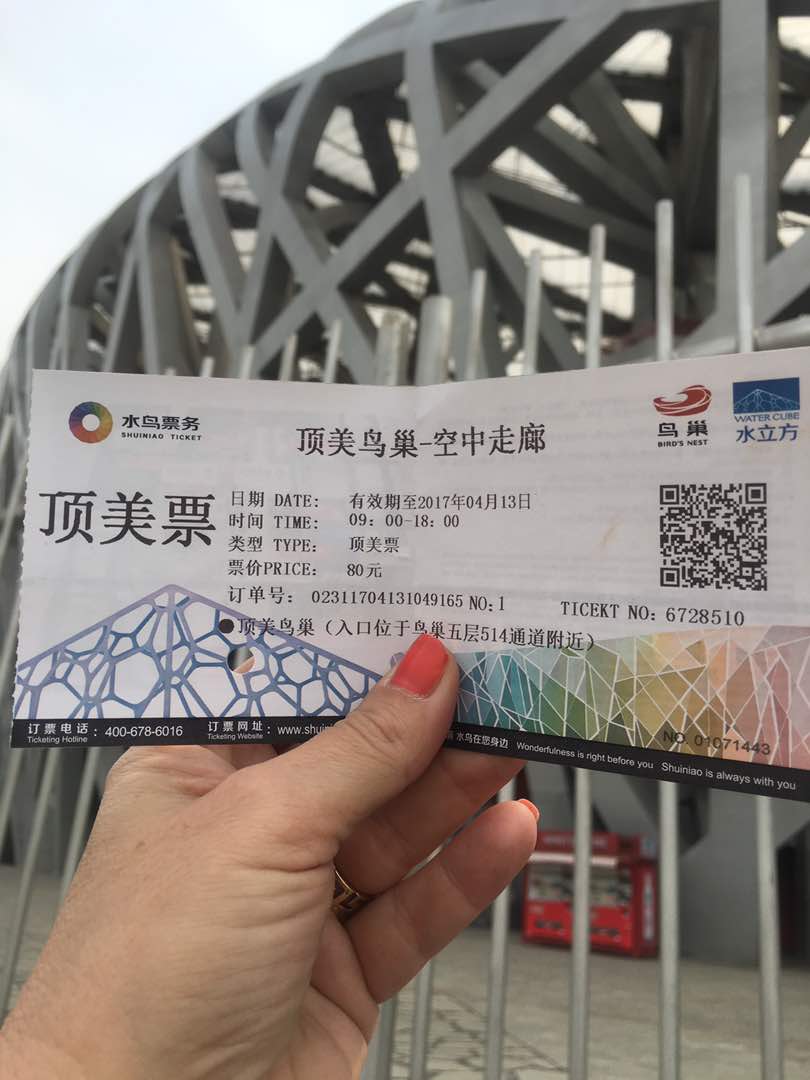 水鸟票务
SHUINIAO TICKET
顶美鸟巢-空中走廊
鸟巢
BIRD'S NEST
WATER CUBE
水立方
顶美票
日期 DATE: 有效期至2017年04月13日
时间 TIME: 09: 00-18: 00
类型 TYPE: 顶美票
票价PRICE: 80元
订单号: 02311704131049165 NO:1 TICEKT NO: 6728510
●顶美鸟巢（入口位于鸟巢五层514通道附近）
NO. 01071443
订票电话: 400-678-6016 订票网址: www.shuini
Ticketing Hotline Ticketing Website
水鸟在您身边 Wonderfulness is right before you Shuiniao is always with you